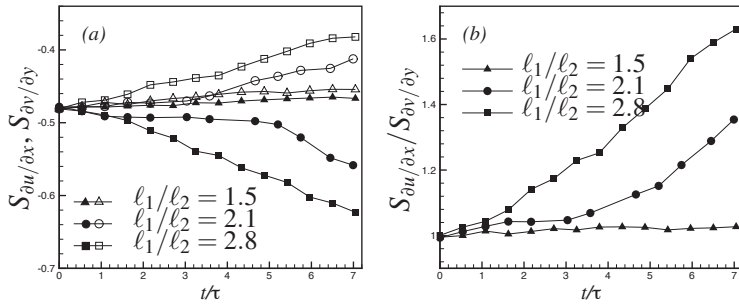 (a)
S∂u/∂x, S∂v/∂y
-0.4
-0.5
-0.6
-0.7
ℓ1/ℓ2 = 1.5
ℓ1/ℓ2 = 2.1
ℓ1/ℓ2 = 2.8
0 1 2 3 4 5 6 7
t/τ
(b)
S∂u/∂x/S∂v/∂y
1.6
1.4
1.2
1
ℓ1/ℓ2 = 1.5
ℓ1/ℓ2 = 2.1
ℓ1/ℓ2 = 2.8
0 1 2 3 4 5 6 7
t/τ